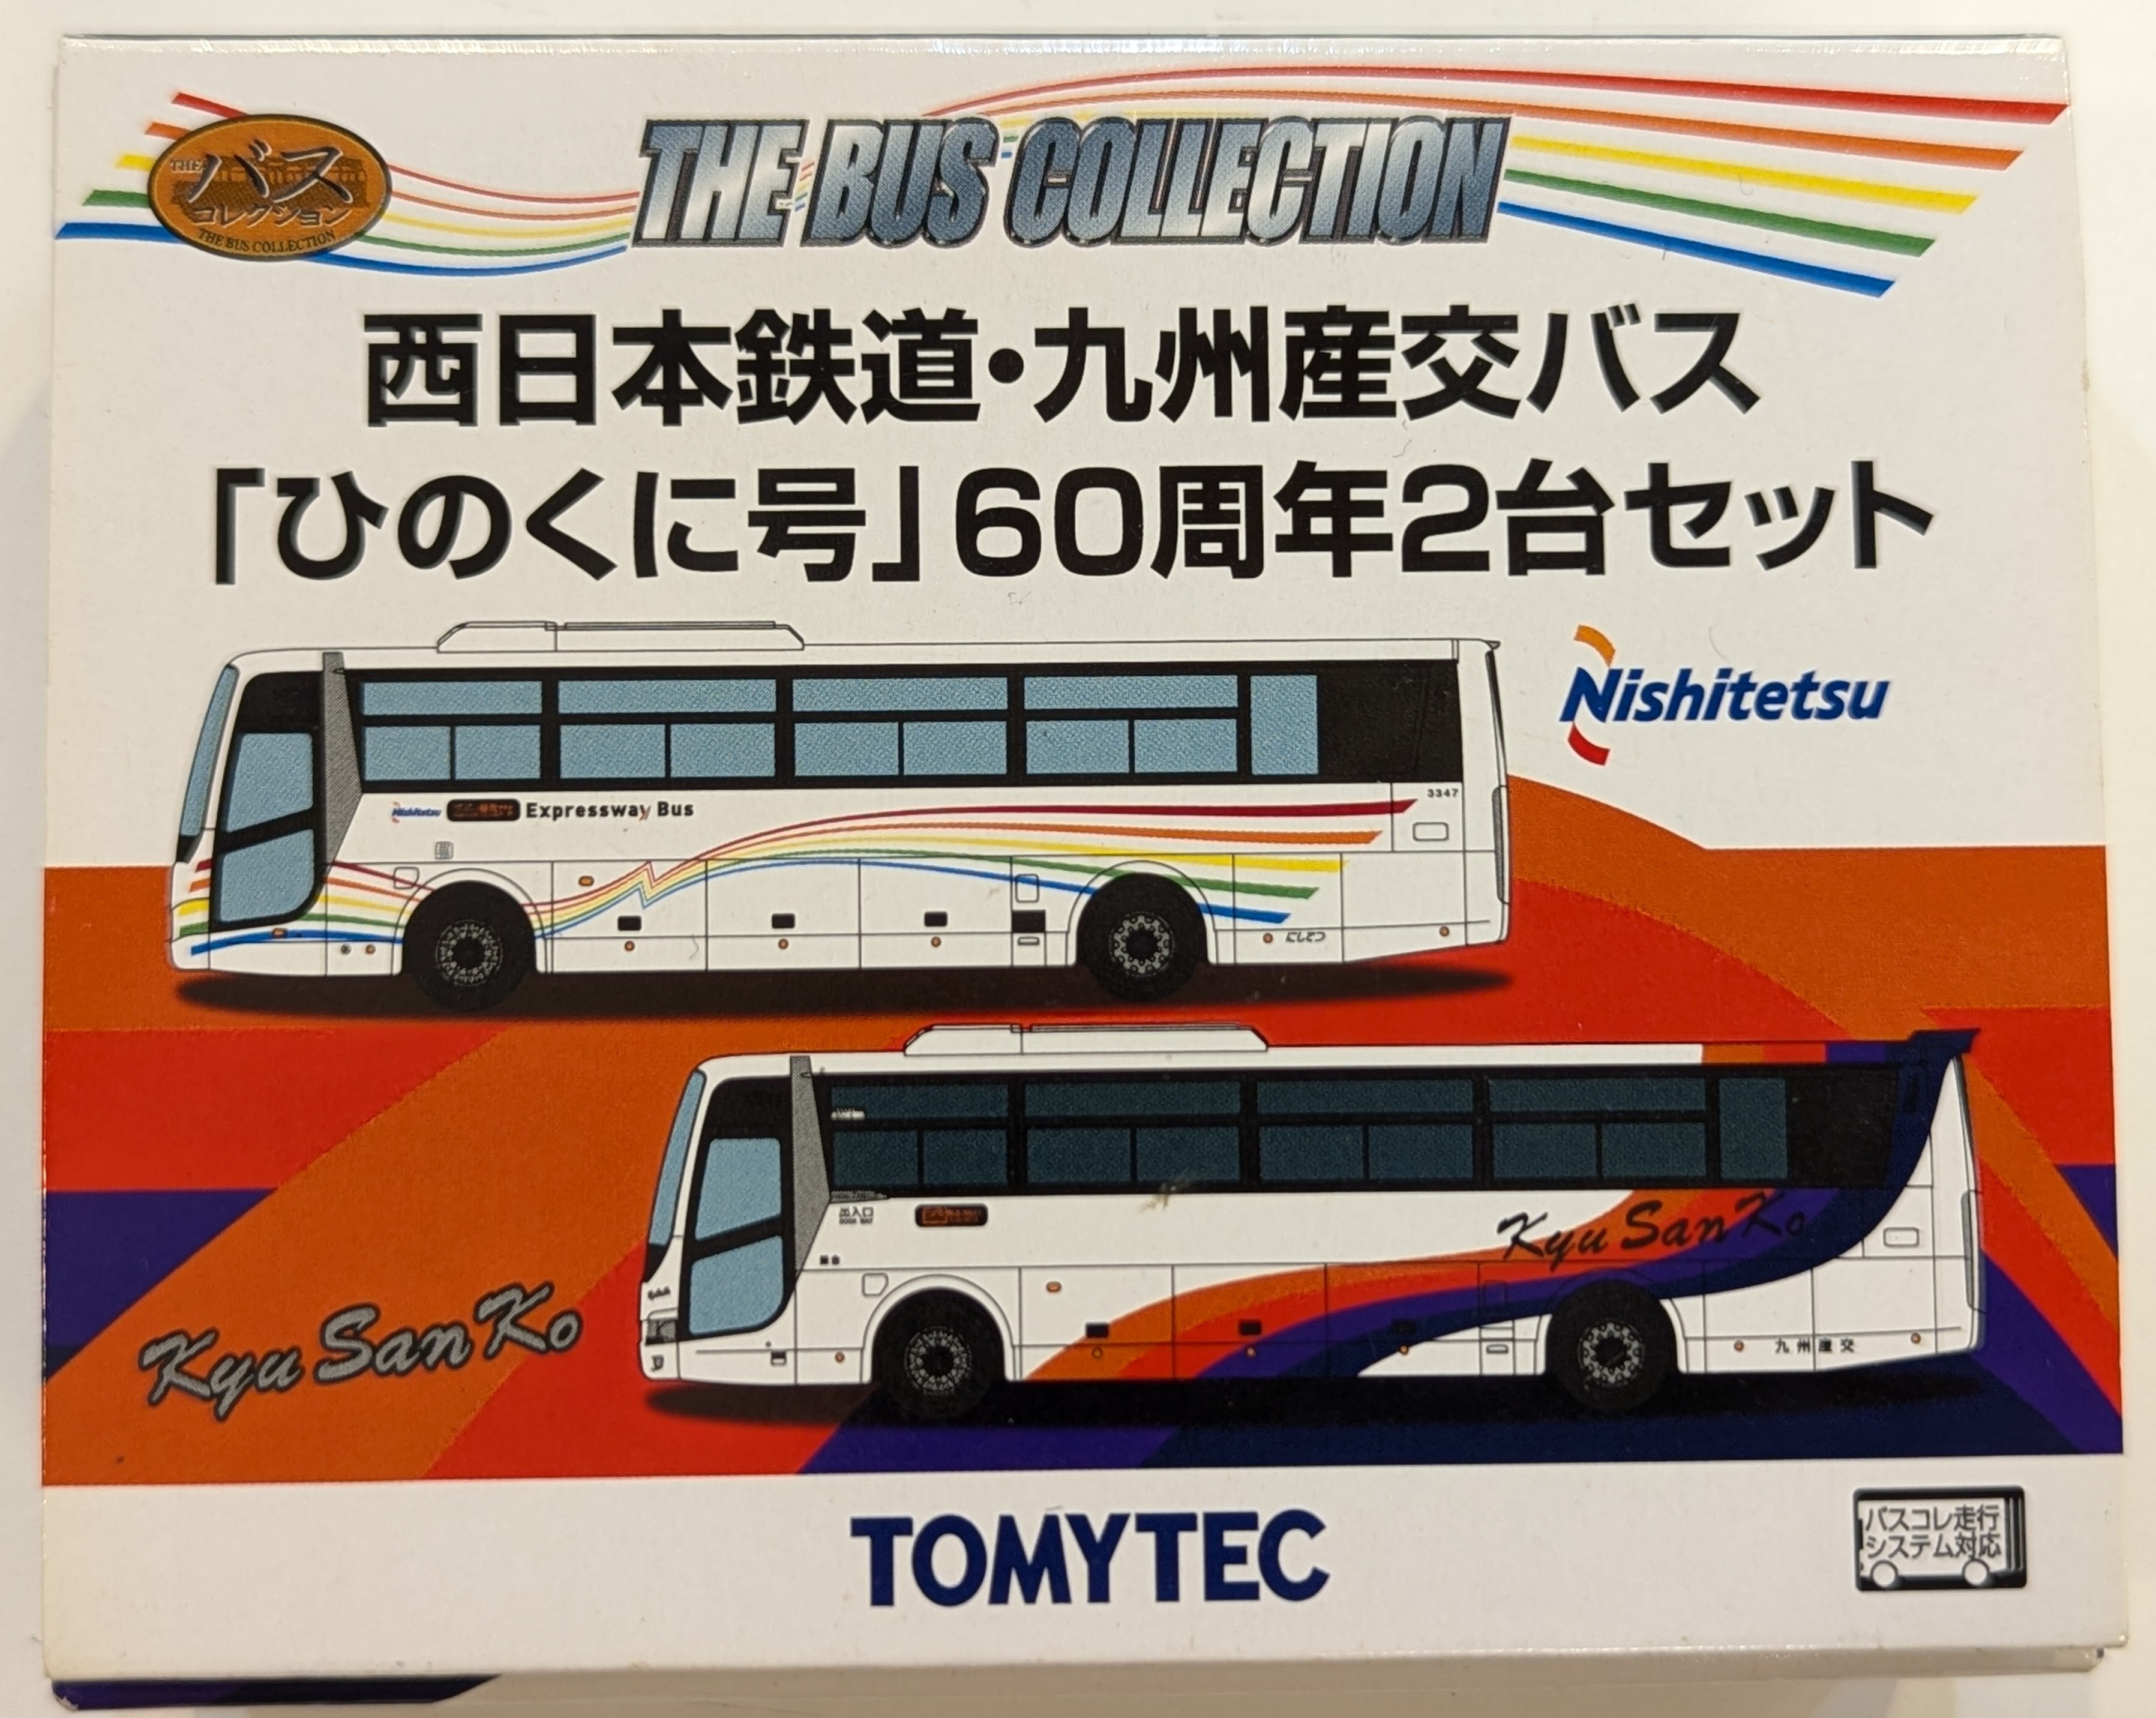 THE
バス
コレクション
THE BUS COLLECTION
THE BUS COLLECTION
西日本鉄道・九州産交バス
「ひのくに号」60周年2台セット
Nishitetsu
Nishitetsu
Expressway Bus
3347
にしてつ
出入口
Kyu San Ko
九州産交
Kyu San Ko
TOMYTEC
バスコレ走行
システム対応